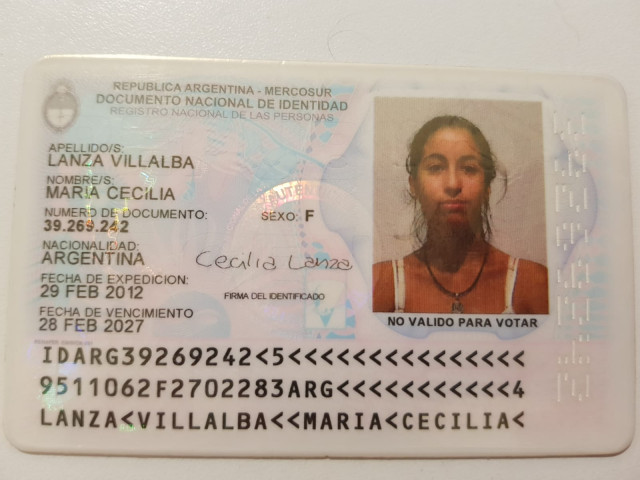 REPÚBLICA ARGENTINA - MERCOSUR
DOCUMENTO NACIONAL DE IDENTIDAD
REGISTRO NACIONAL DE LAS PERSONAS
APELLIDO/S:
LANZA VILLALBA
NOMBRE/S:
MARIA CECILIA
NUMERO DE DOCUMENTO:
39.269.242
SEXO: F
NACIONALIDAD:
ARGENTINA
FECHA DE EXPEDICION:
29 FEB 2012
FECHA DE VENCIMIENTO
28 FEB 2027
Cecilia Lanza
FIRMA DEL IDENTIFICADO
NO VALIDO PARA VOTAR
IDARG39269242<5<<<<<<<<<<<<<<<
9511062F2702283ARG<<<<<<<<<<<4
LANZA<VILLALBA<<MARIA<CECILIA<